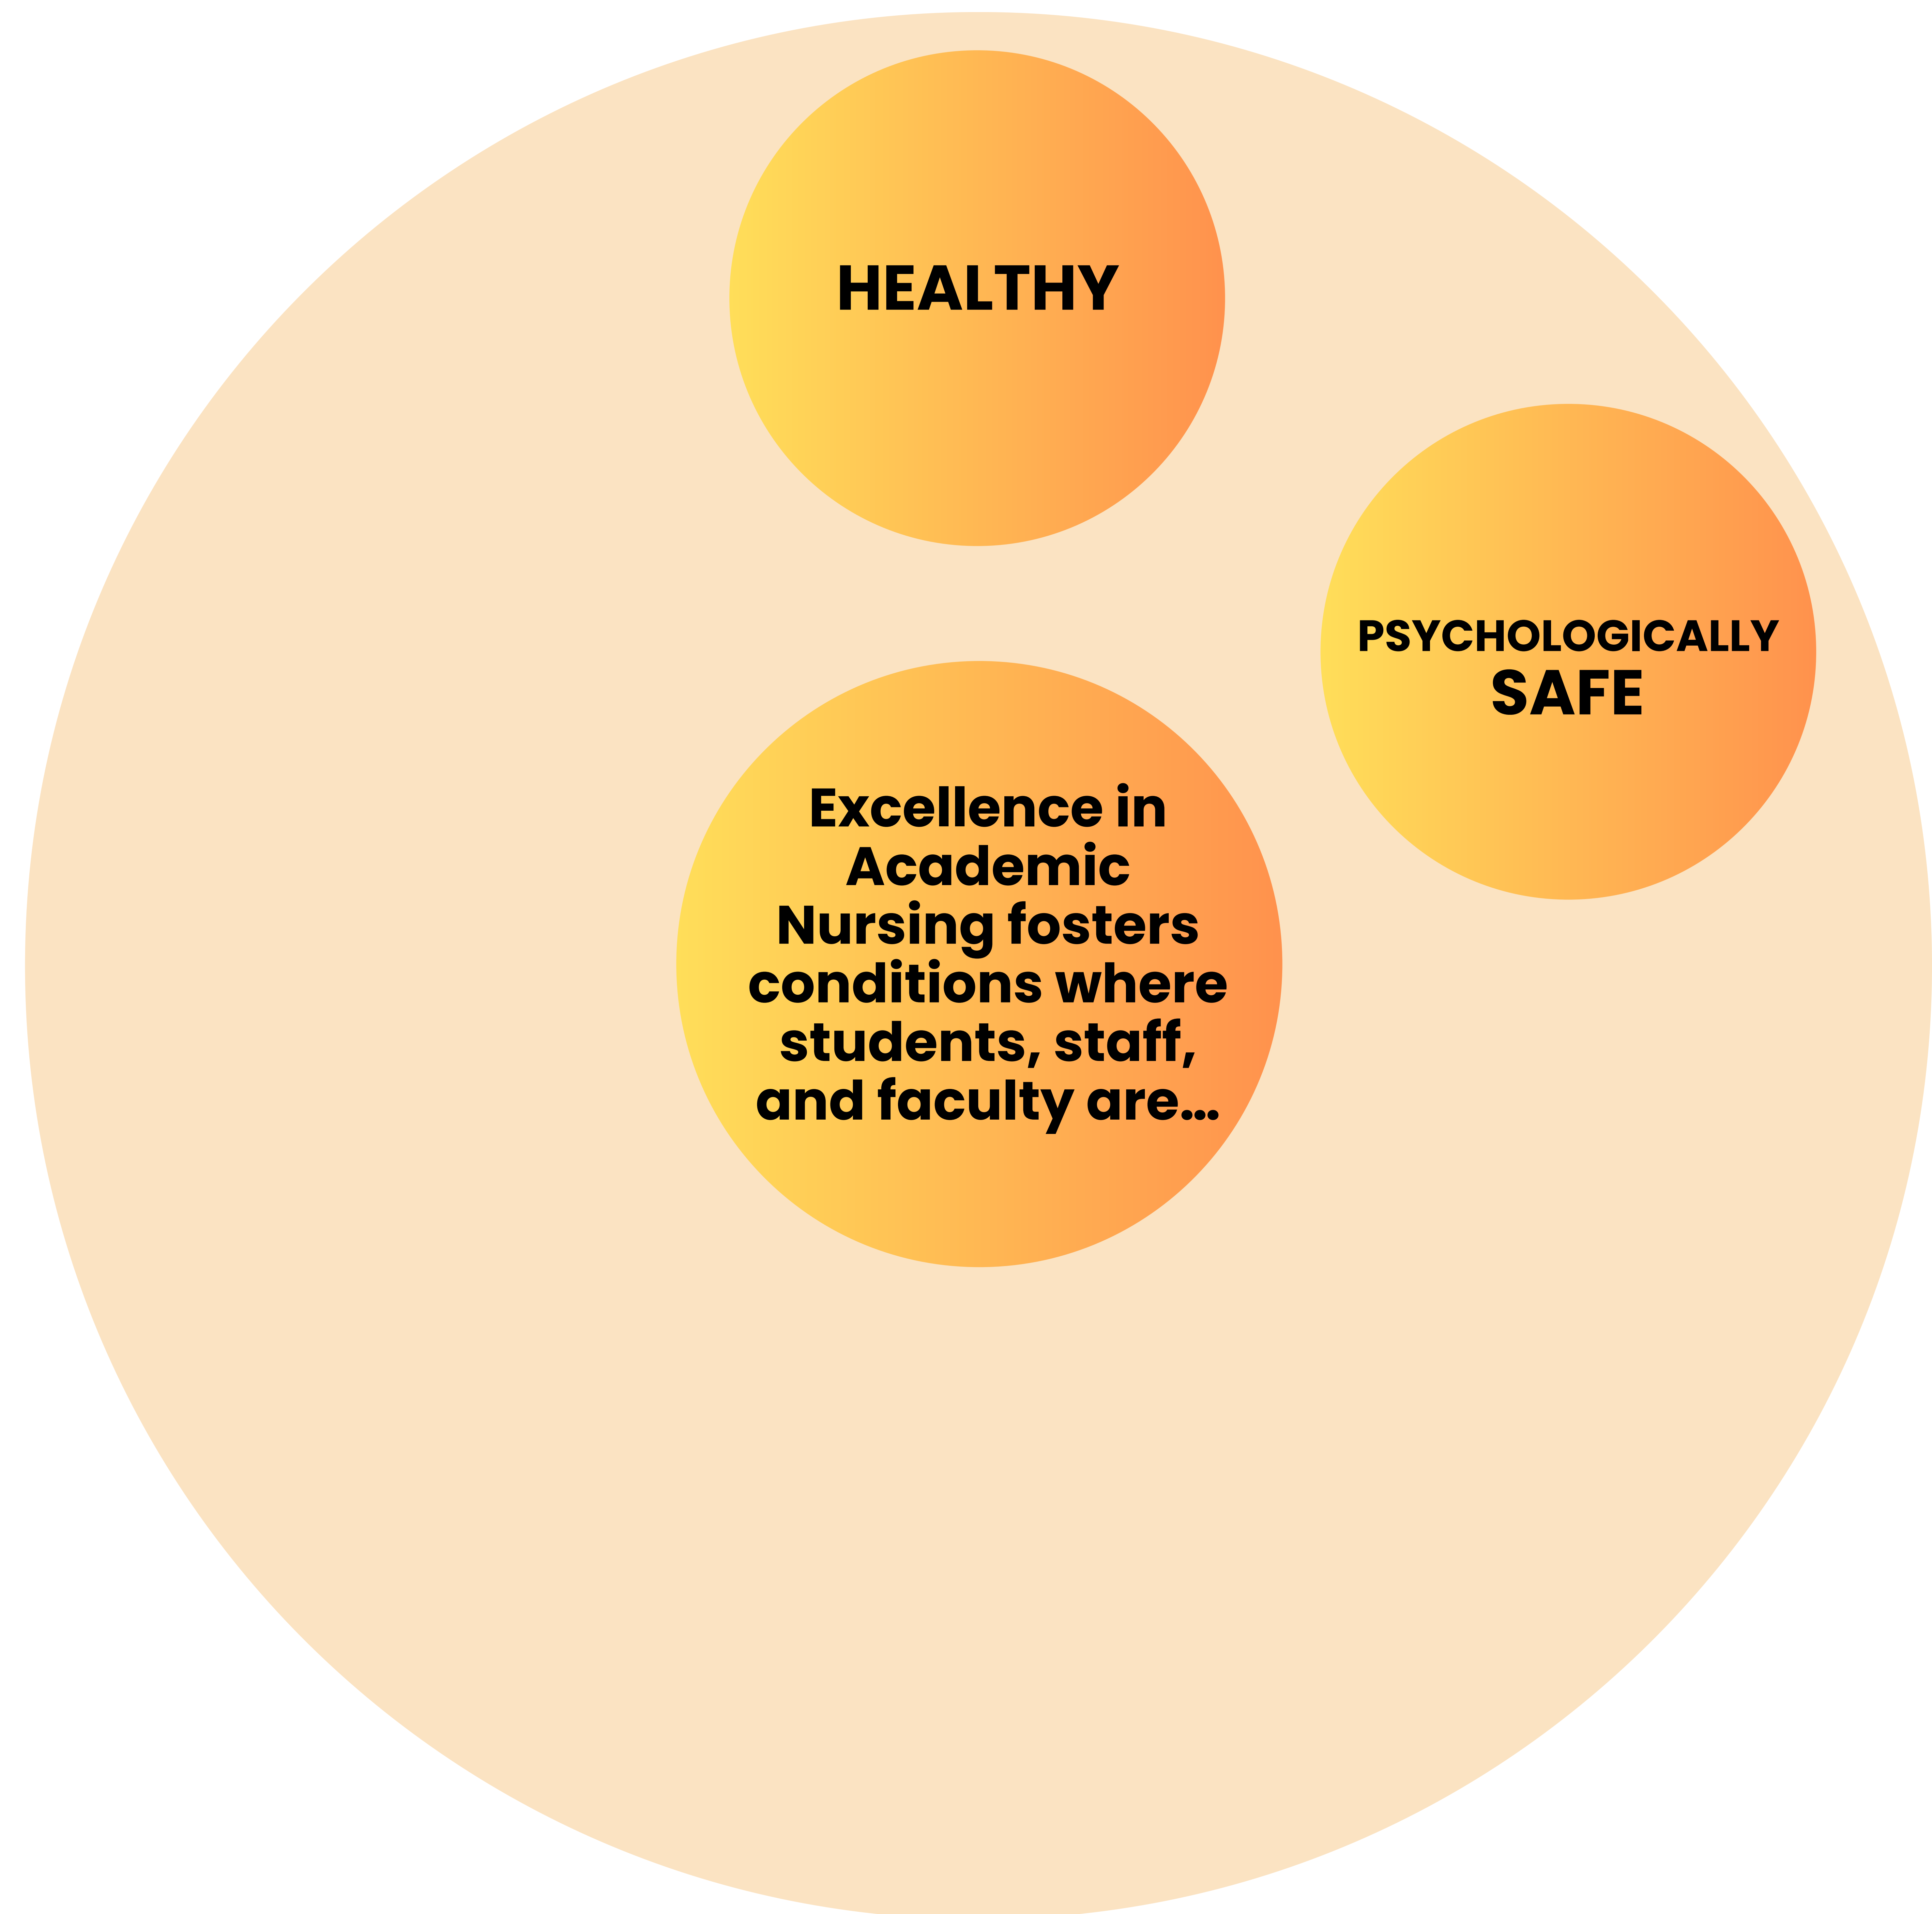 HEALTHY
PSYCHOLOGICALLY
SAFE
Excellence in
Academic
Nursing fosters
conditions where
students, staff,
and faculty are...